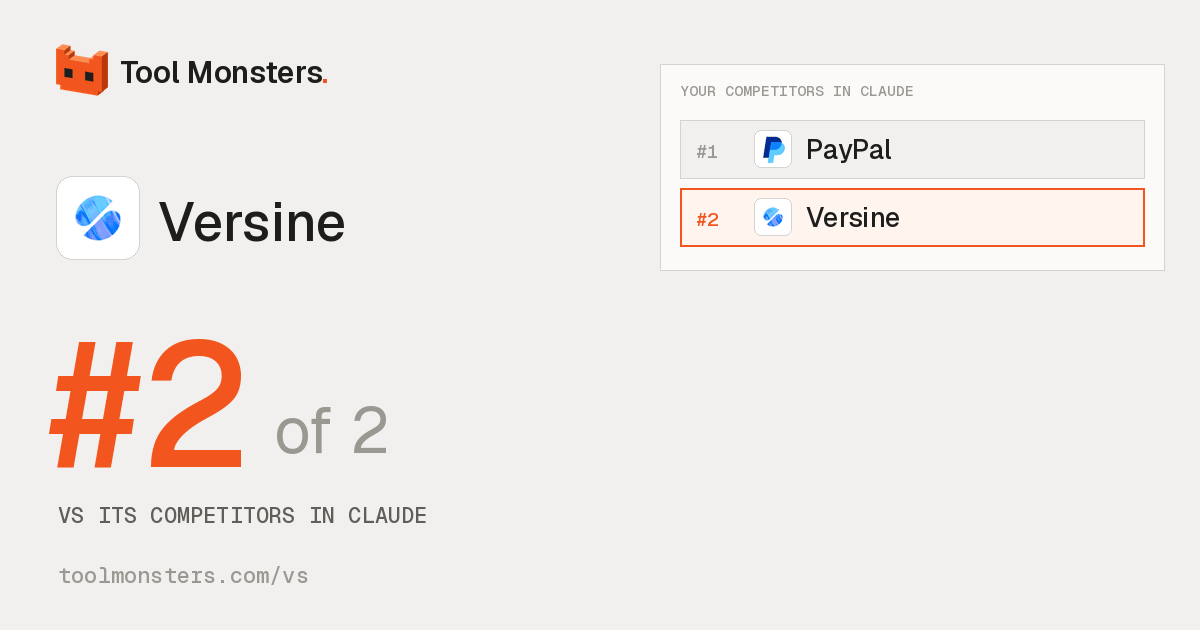 Tool Monsters.
Versine
#2 of 2
VS ITS COMPETITORS IN CLAUDE
toolmonsters.com/vs
YOUR COMPETITORS IN CLAUDE
#1 PayPal
#2 Versine